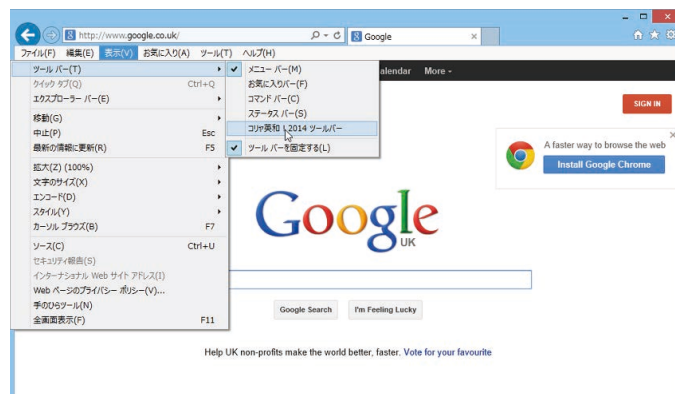 http://www.google.co.uk/
Google
ファイル(F) 編集(E) 表示(V) お気に入り(A) ツール(T) ヘルプ(H)
ツール バー(T)
クイック タブ(Q) Ctrl+Q
エクスプローラー バー(E)
移動(G)
中止(P) Esc
最新の情報に更新(R) F5
拡大(Z) (100%)
文字のサイズ(X)
エンコード(D)
スタイル(Y)
カーソル ブラウズ(B) F7
ソース(C) Ctrl+U
セキュリティ報告(S)
インターナショナル Web サイト アドレス(I)
Web ページのプライバシー ポリシー(V)...
手のひらツール(N)
全画面表示(F) F11
メニュー バー(M)
お気に入りバー(F)
コマンド バー(C)
ステータス バー(S)
コリャ英和 L2014 ツールバー
ツール バーを固定する(L)
alendar More
SIGN IN
A faster way to browse the web
Install Google Chrome
Google
UK
Google Search I'm Feeling Lucky
Help UK non-profits make the world better, faster. Vote for your favourite